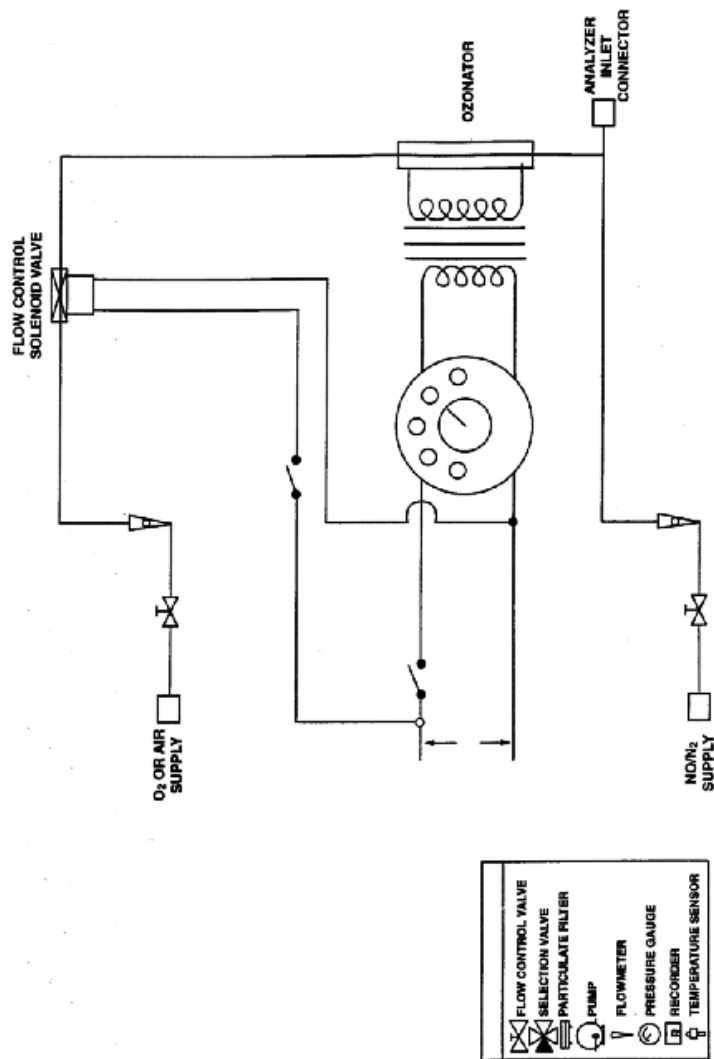 FLOW CONTROL
SOLENOID VALVE
OZONATOR
ANALYZER
INLET
CONNECTOR
O₂ OR AIR
SUPPLY
NO/N₂
SUPPLY
FLOW CONTROL VALVE
SELECTION VALVE
PARTICULATE FILTER
PUMP
FLOWMETER
PRESSURE GAUGE
R RECORDER
TEMPERATURE SENSOR